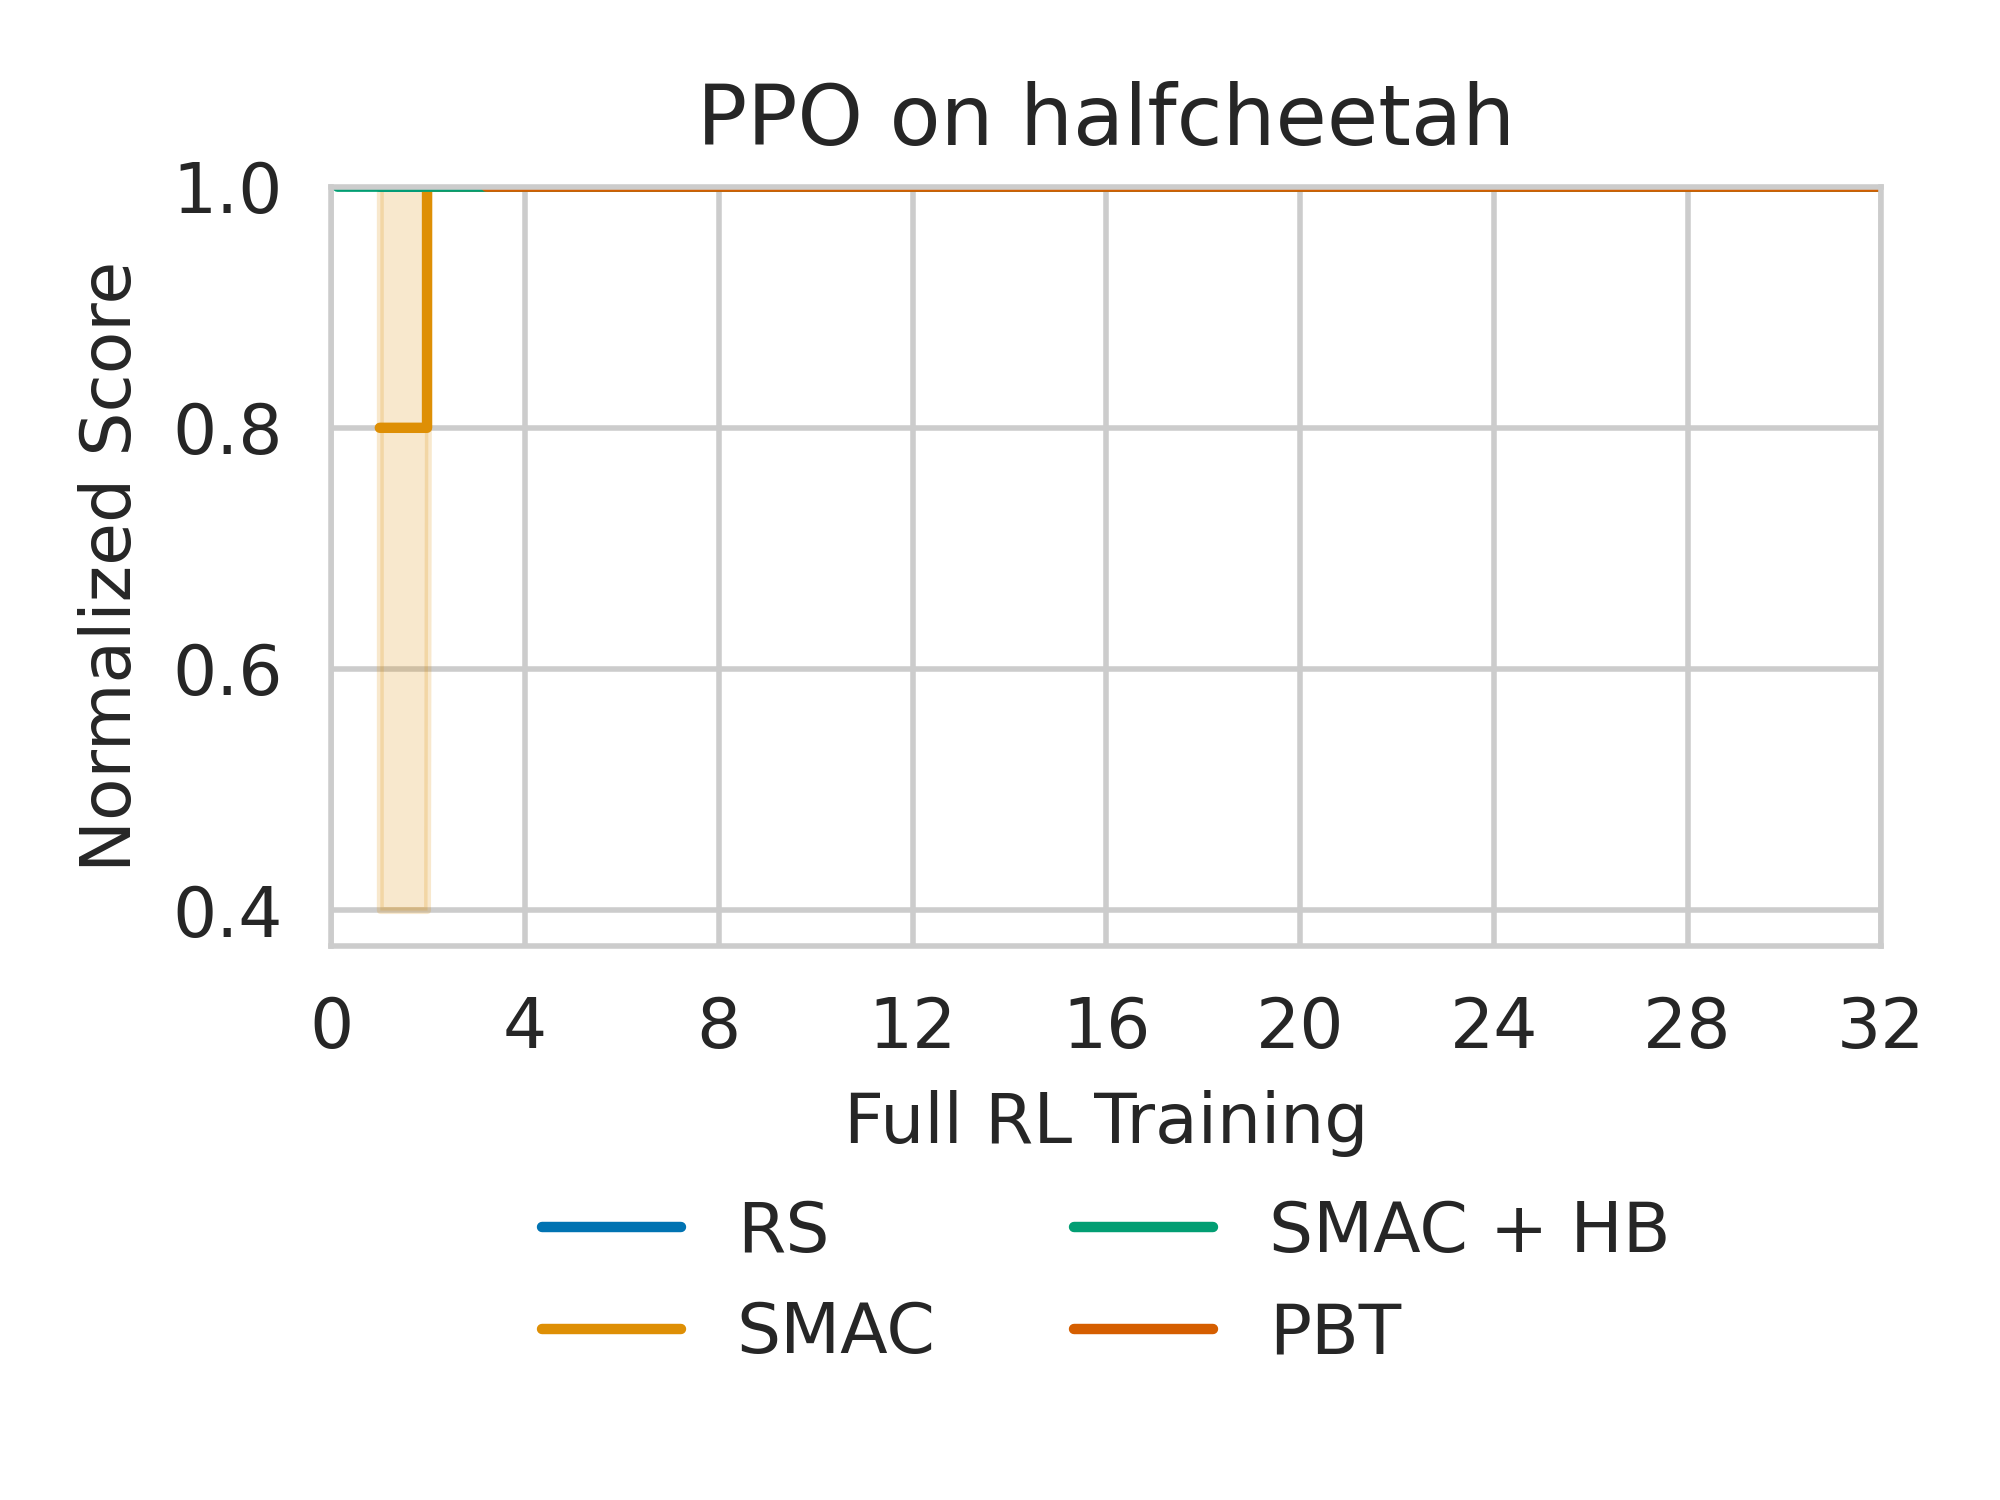 PPO on halfcheetah
1.0
0.8
0.6
0.4
Normalized Score
0 4 8 12 16 20 24 28 32
Full RL Training
RS SMAC + HB
SMAC PBT